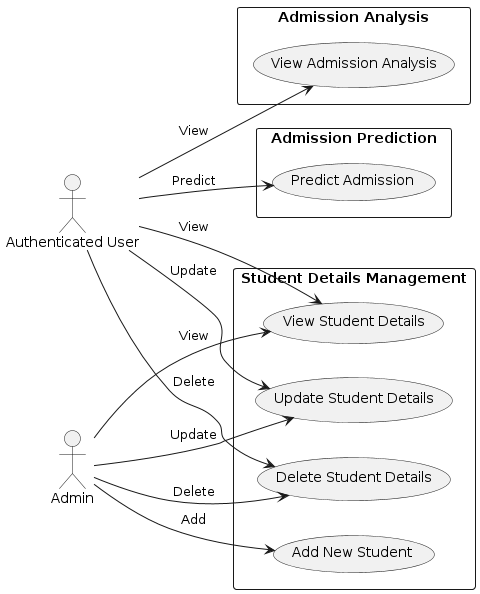 Admission Analysis
View Admission Analysis
View
Admission Prediction
Predict Admission
Predict
Authenticated User
View
Update
Student Details Management
View Student Details
View
Delete
Update Student Details
Update
Admin
Delete Student Details
Delete
Add
Add New Student